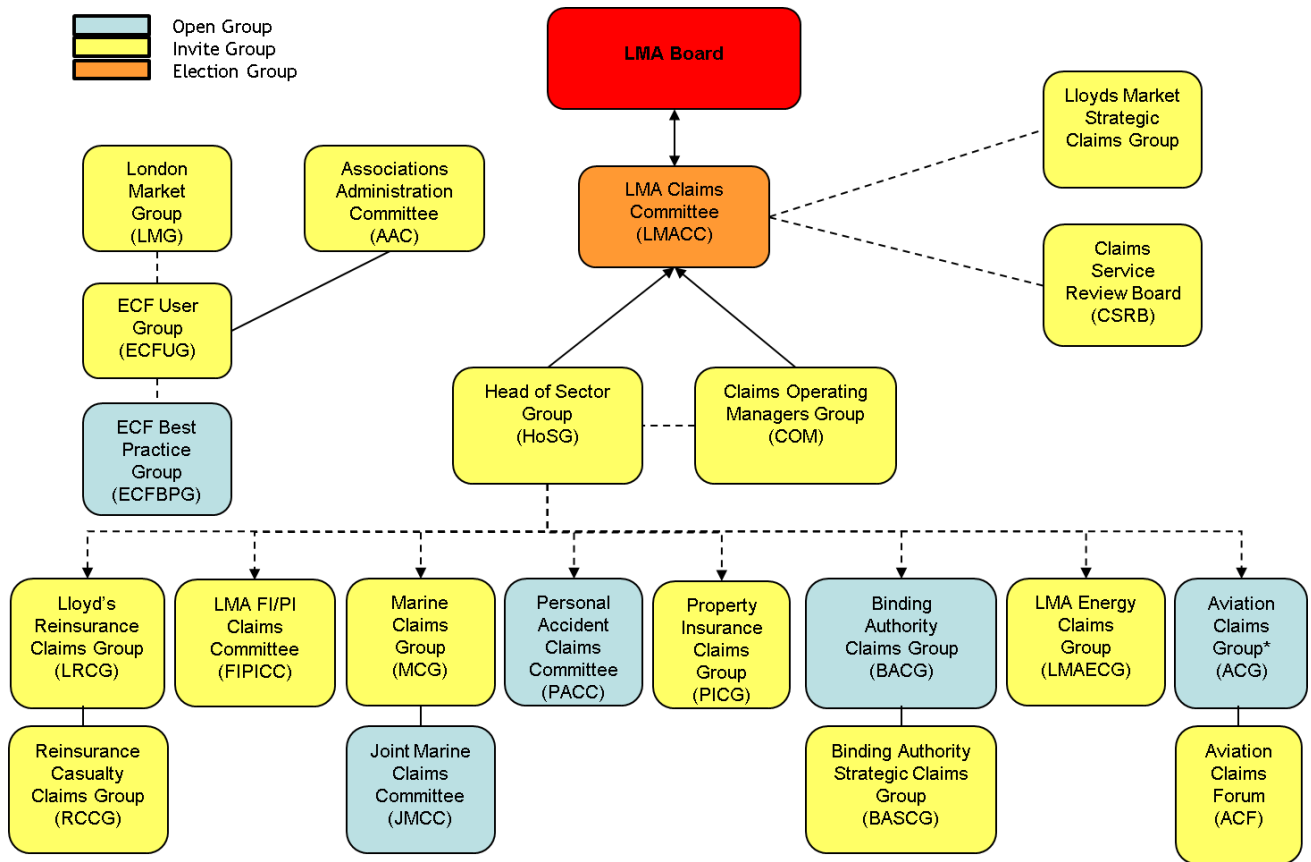 Open Group
Invite Group
Election Group
LMA Board
Lloyds Market
Strategic
Claims Group
London
Market
Group
(LMG)
Associations
Administration
Committee
(AAC)
LMA Claims
Committee
(LMACC)
Claims
Service
Review Board
(CSRB)
ECF User
Group
(ECFUG)
Head of Sector
Group
(HoSG)
Claims Operating
Managers Group
(COM)
ECF Best
Practice
Group
(ECFBPG)
Lloyd's
Reinsurance
Claims Group
(LRCG)
LMA FI/PI
Claims
Committee
(FIPICC)
Marine
Claims
Group
(MCG)
Personal
Accident
Claims
Committee
(PACC)
Property
Insurance
Claims
Group
(PICG)
Binding
Authority
Claims Group
(BACG)
LMA Energy
Claims
Group
(LMAECG)
Aviation
Claims
Group*
(ACG)
Reinsurance
Casualty
Claims Group
(RCCG)
Joint Marine
Claims
Committee
(JMCC)
Binding Authority
Strategic Claims
Group
(BASCG)
Aviation
Claims
Forum
(ACF)